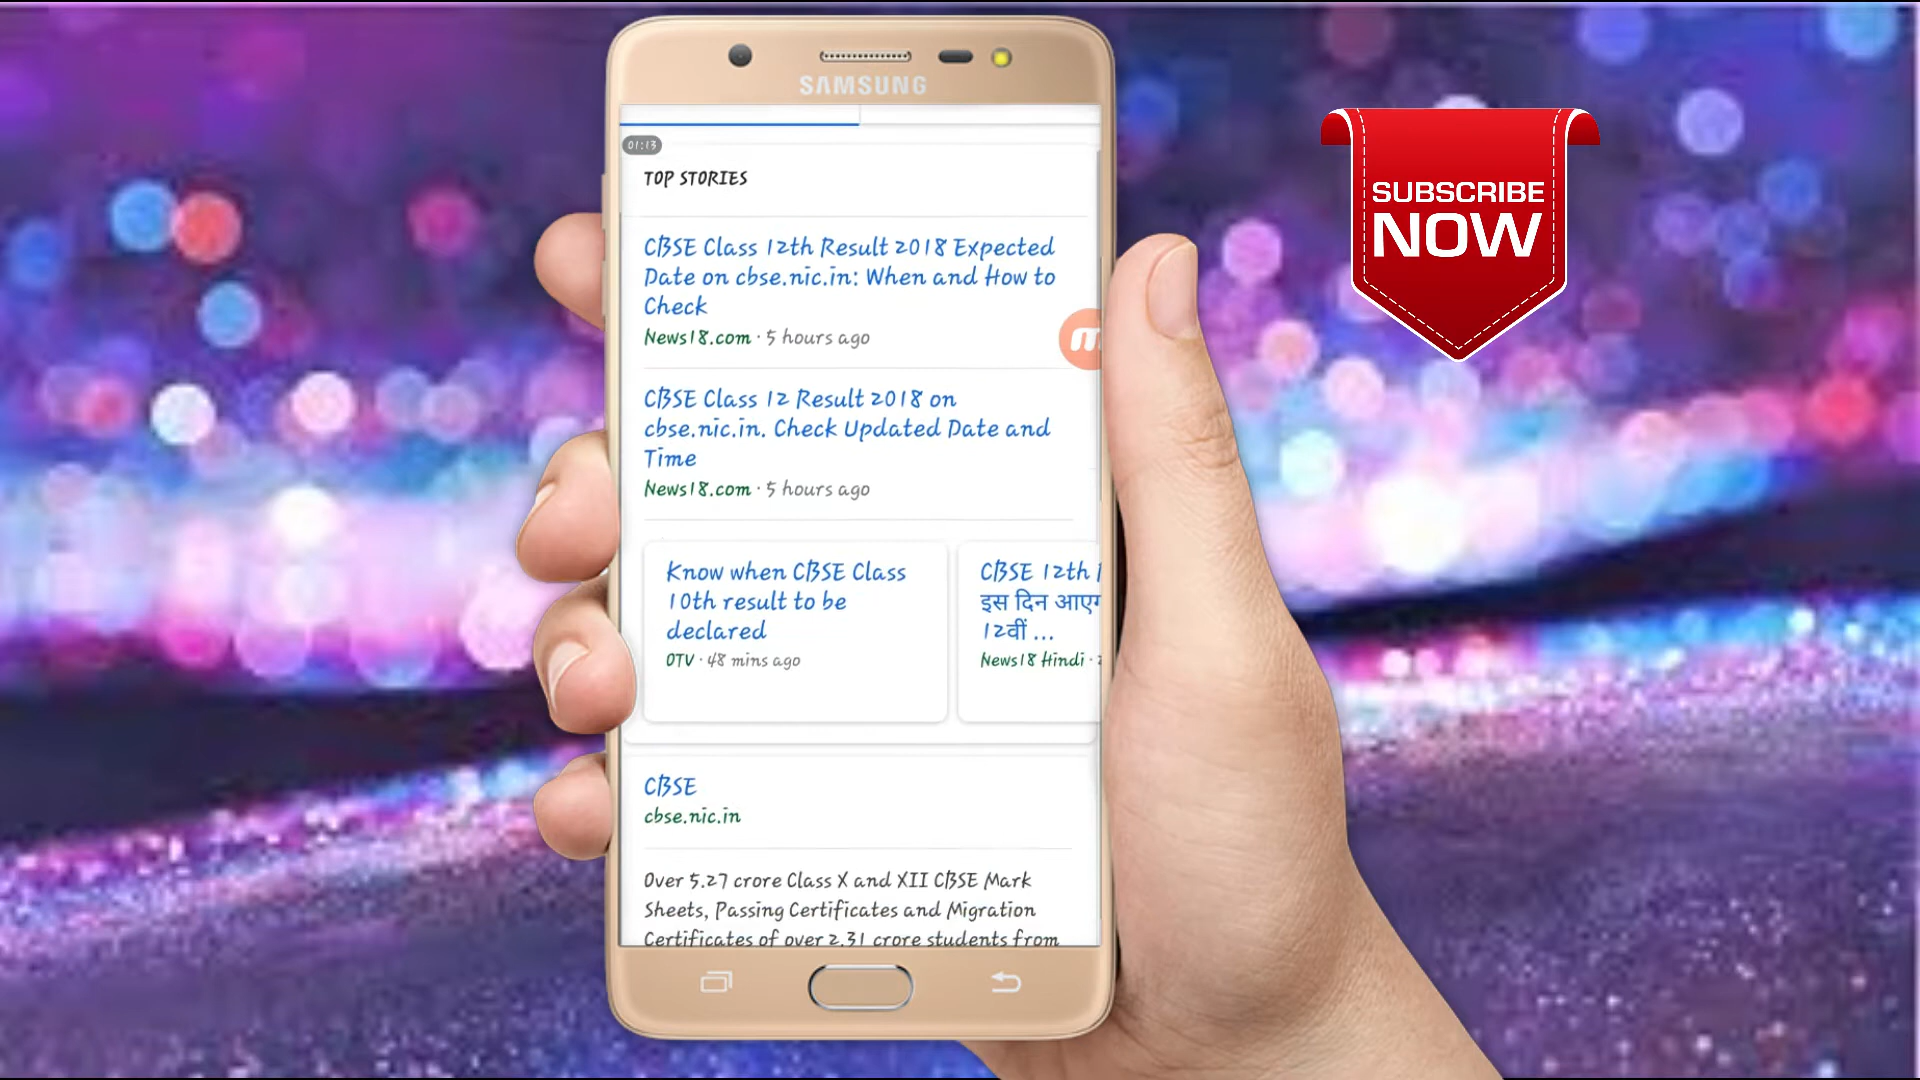 SAMSUNG
01:13
TOP STORIES
CBSE Class 12th Result 2018 Expected
Date on cbse.nic.in: When and How to
Check
News18.com · 5 hours ago
CBSE Class 12 Result 2018 on
cbse.nic.in. Check Updated Date and
Time
News18.com · 5 hours ago
Know when CBSE Class
10th result to be
declared
OTV · 48 mins ago
CBSE 12th
इस दिन
12वीं ...
News18 Hindi ·
CBSE
cbse.nic.in
Over 5.27 crore Class X and XII CBSE Mark
Sheets, Passing Certificates and Migration
Certificates of over 2.31 crore students from
SUBSCRIBE
NOW